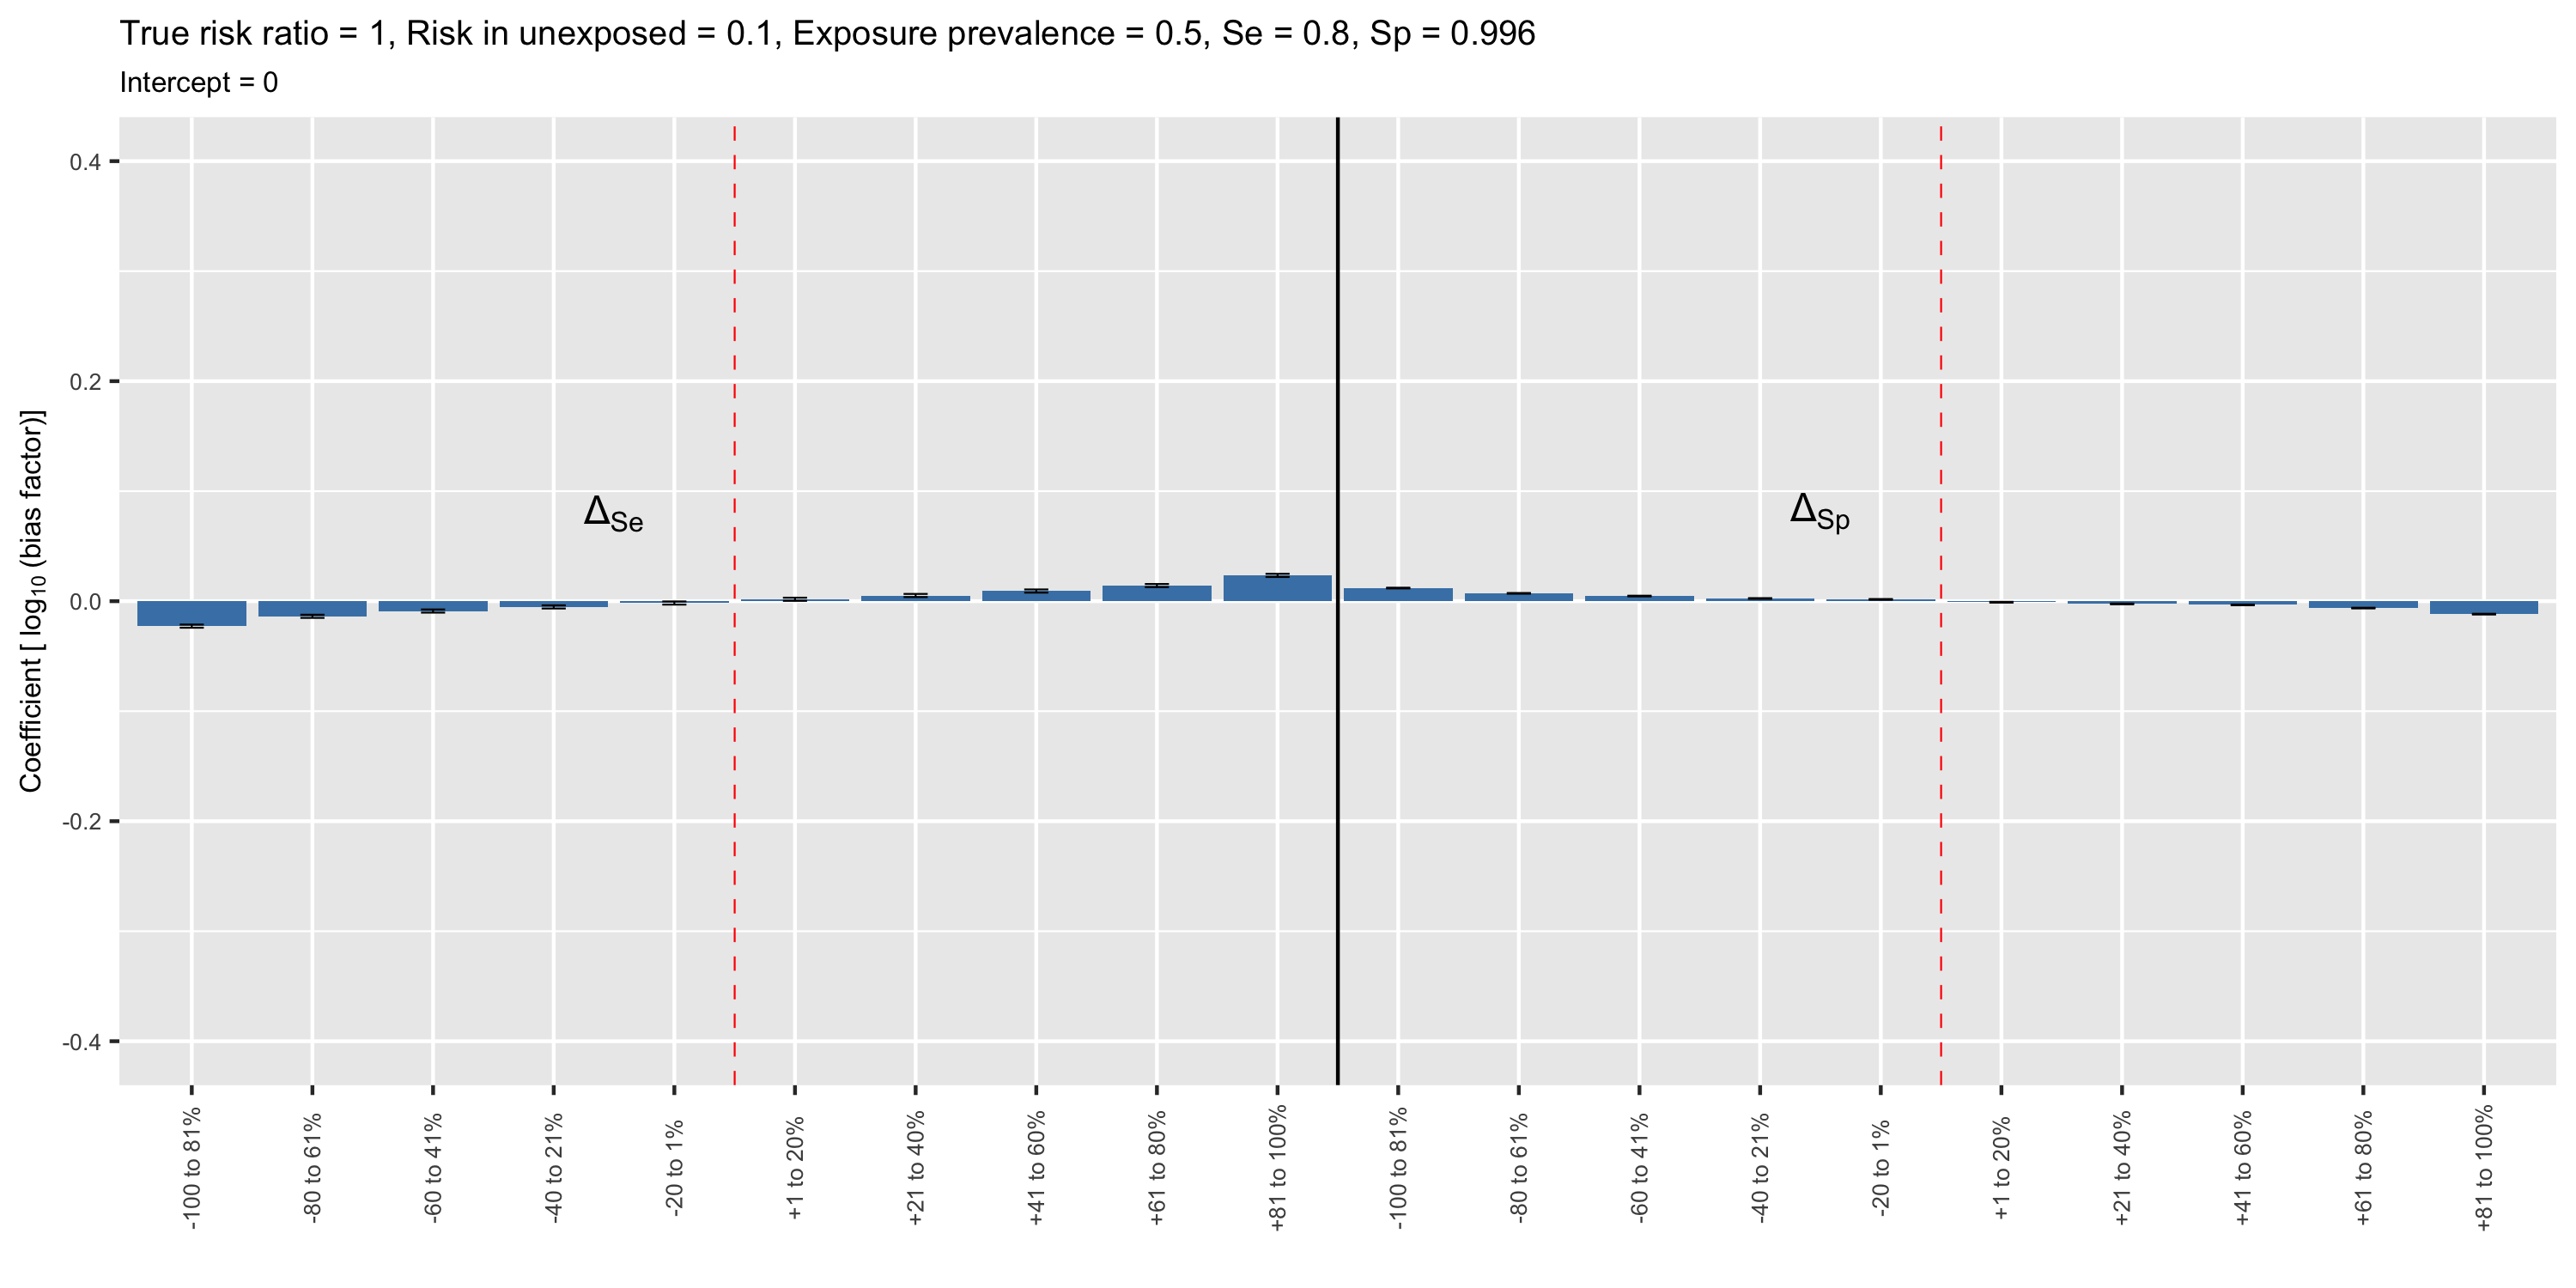 True risk ratio = 1, Risk in unexposed = 0.1, Exposure prevalence = 0.5, Se = 0.8, Sp = 0.996
Intercept = 0
Coefficient [ log10 (bias factor)]
0.4
0.2
0.0
-0.2
-0.4
ΔSe
ΔSp
-100 to 81%
-80 to 61%
-60 to 41%
-40 to 21%
-20 to 1%
+1 to 20%
+21 to 40%
+41 to 60%
+61 to 80%
+81 to 100%
-100 to 81%
-80 to 61%
-60 to 41%
-40 to 21%
-20 to 1%
+1 to 20%
+21 to 40%
+41 to 60%
+61 to 80%
+81 to 100%